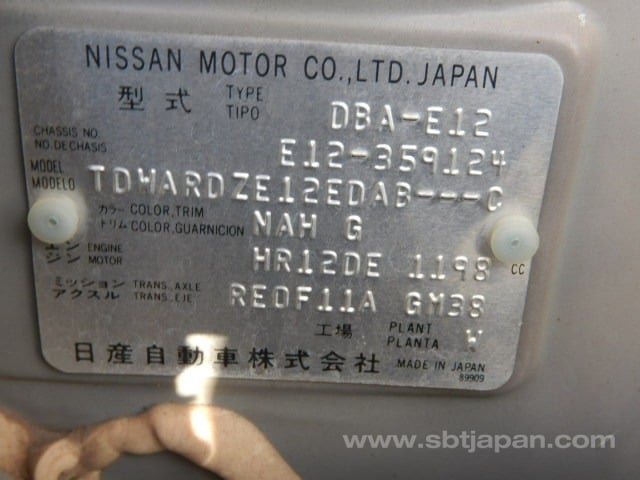 NISSAN MOTOR CO.,LTD. JAPAN
型式 TYPE TIPO DBA-E12
CHASSIS NO. NO.DECHASIS E12-359124
MODEL MODELO TDWARDZE12EDAB---C
カラー COLOR,TRIM
トリム COLOR,GUARNICION NAH G
エン ENGINE
ジン MOTOR HR12DE 1198 CC
ミッション TRANS.,AXLE
アクスル TRANS.,EJE RE0F11A GM38
工場 PLANT PLANTA W
日産自動車株式会社 MADE IN JAPAN
89909
www.sbtjapan.com